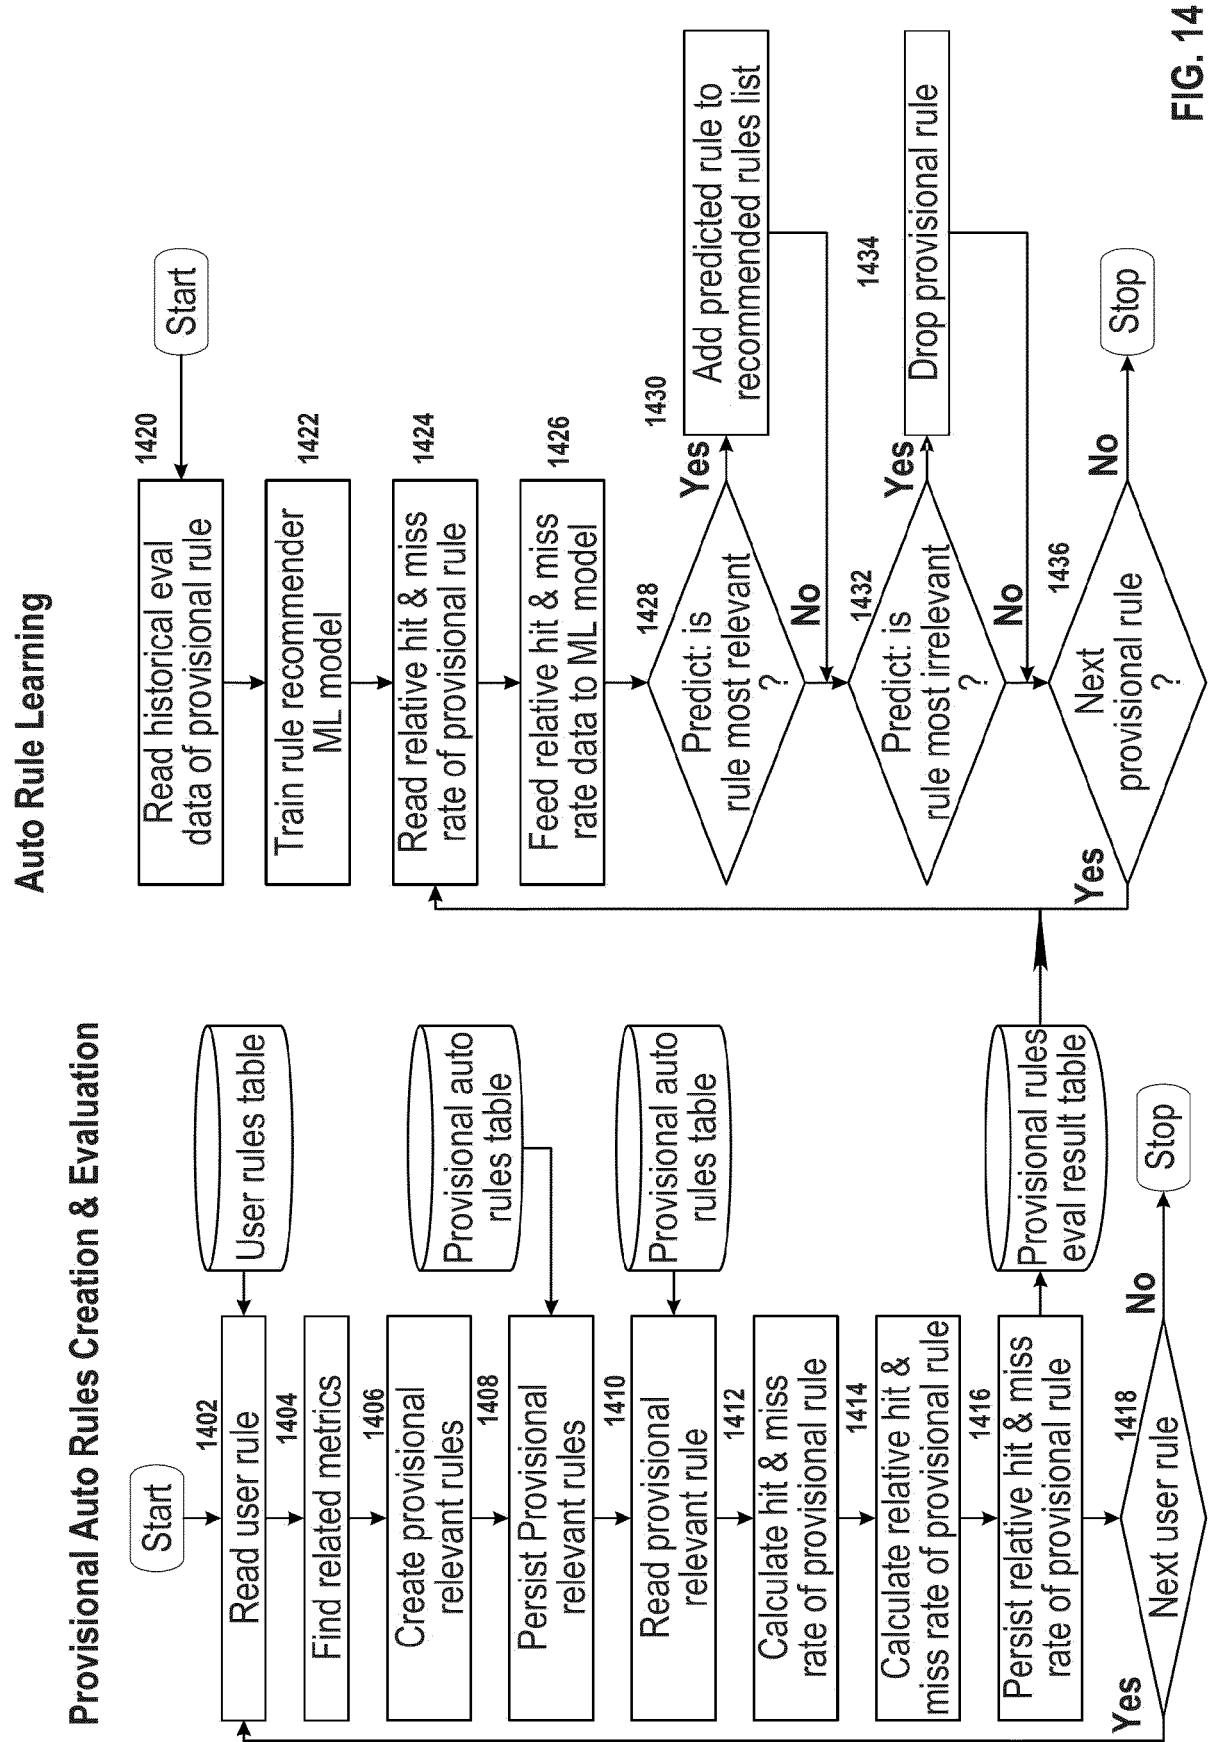 Provisional Auto Rules Creation & Evaluation
Start
1402
Read user rule
User rules table
1404
Find related metrics
1406
Create provisional
relevant rules
Provisional auto
rules table
1408
Persist Provisional
relevant rules
1410
Read provisional
relevant rule
Provisional auto
rules table
1412
Calculate hit & miss
rate of provisional rule
1414
Calculate relative hit &
miss rate of provisional rule
1416
Persist relative hit & miss
rate of provisional rule
Provisional rules
eval result table
1418
Next user rule
Yes
No
Stop
Auto Rule Learning
Start
1420
Read historical eval
data of provisional rule
1422
Train rule recommender
ML model
1424
Read relative hit & miss
rate of provisional rule
1426
Feed relative hit & miss
rate data to ML model
1428
Predict: is
rule most relevant
?
Yes
No
1430
Add predicted rule to
recommended rules list
1432
Predict: is
rule most irrelevant
?
Yes
No
1434
Drop provisional rule
1436
Next
provisional rule
?
Yes
No
Stop
FIG. 14